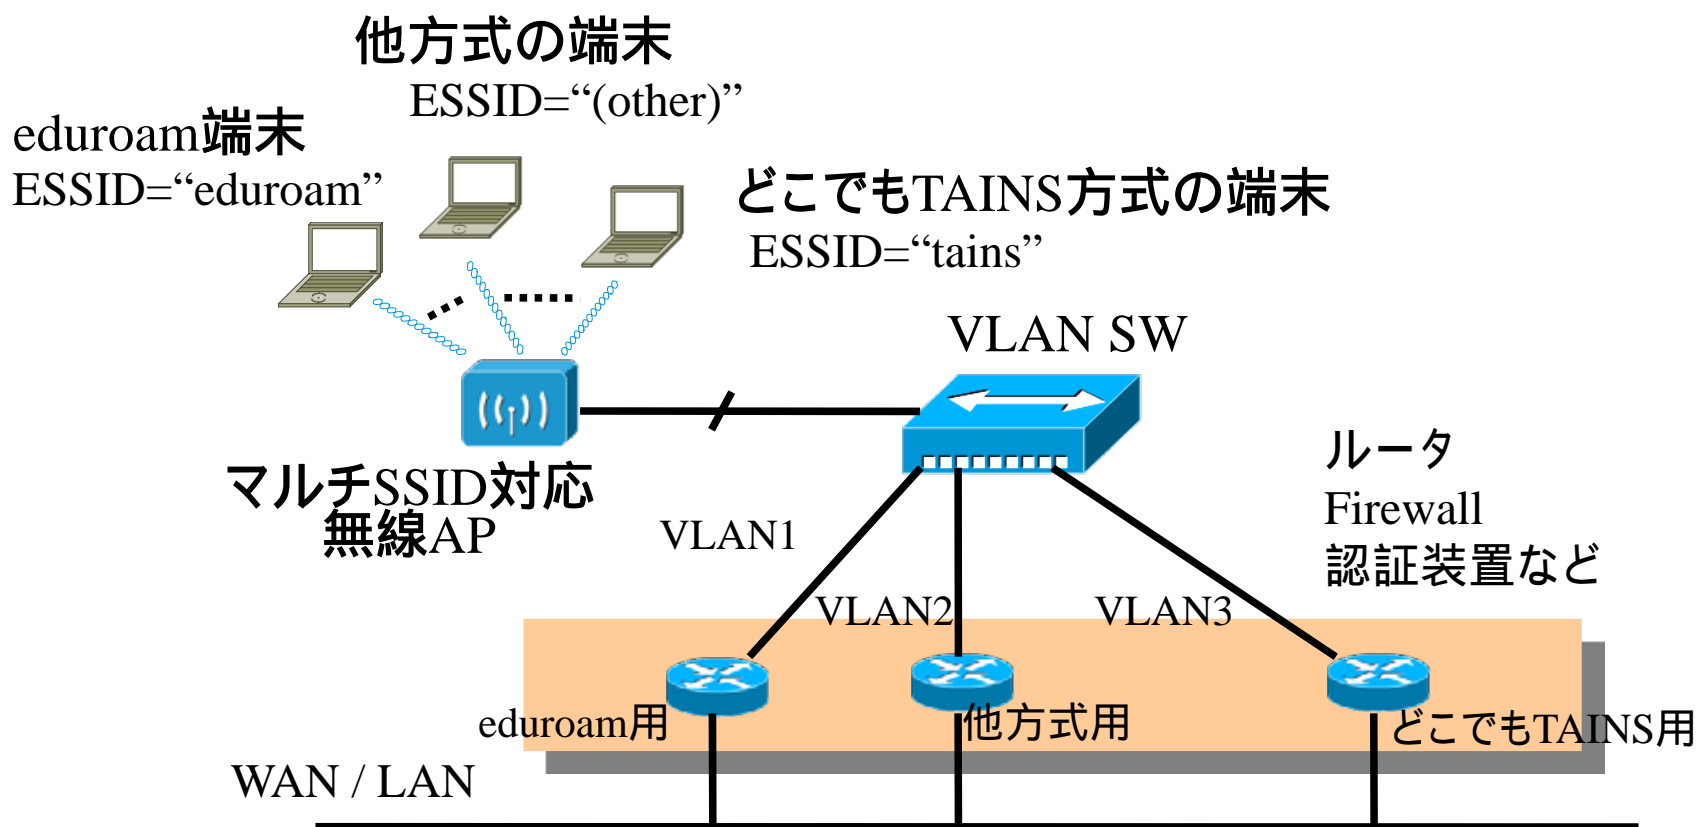 他方式の端末
ESSID=“(other)”
eduroam端末
ESSID=“eduroam”
どこでもTAINS方式の端末
ESSID=“tains”
VLAN SW
マルチSSID対応
無線AP
ルータ
Firewall
認証装置など
VLAN1
VLAN2
VLAN3
eduroam用
他方式用
どこでもTAINS用
WAN / LAN